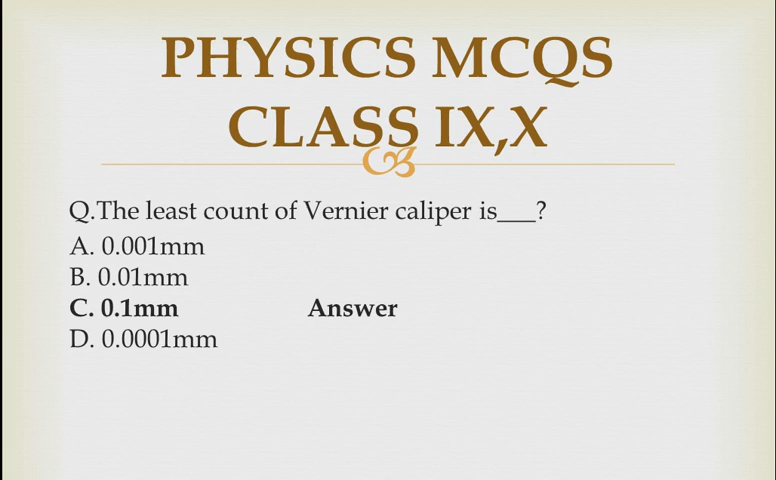 PHYSICS MCQS
CLASS IX,X
Q.The least count of Vernier caliper is___?
A. 0.001mm
B. 0.01mm
C. 0.1mm Answer
D. 0.0001mm